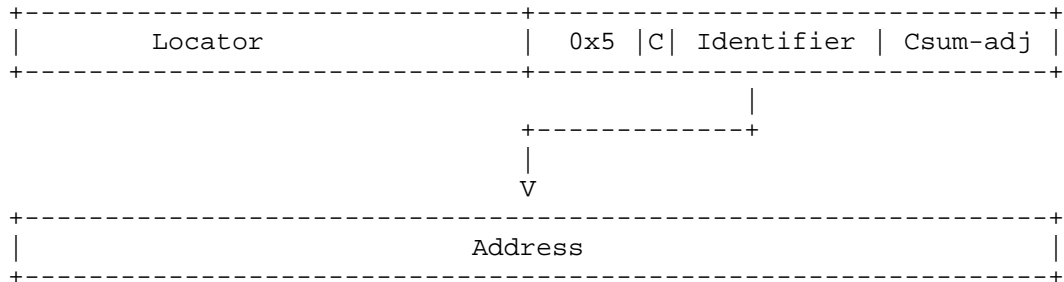 Locator | 0x5 |C| Identifier | Csum-adj
V
Address